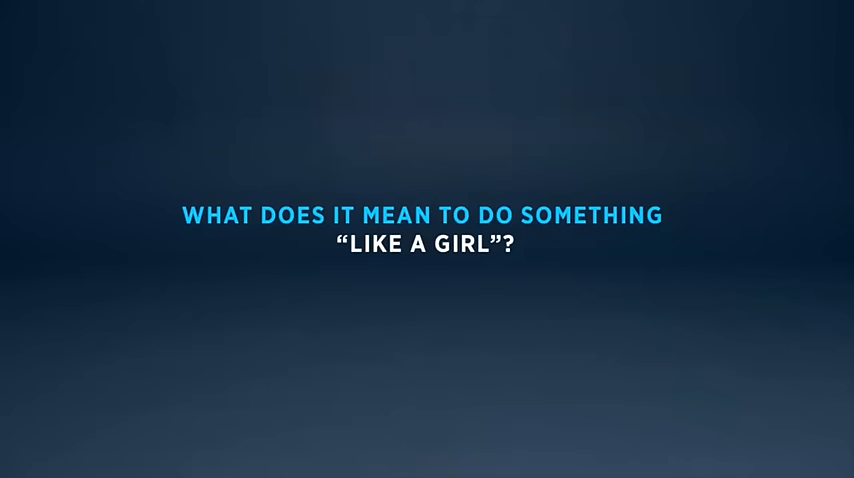 WHAT DOES IT MEAN TO DO SOMETHING
“LIKE A GIRL”?